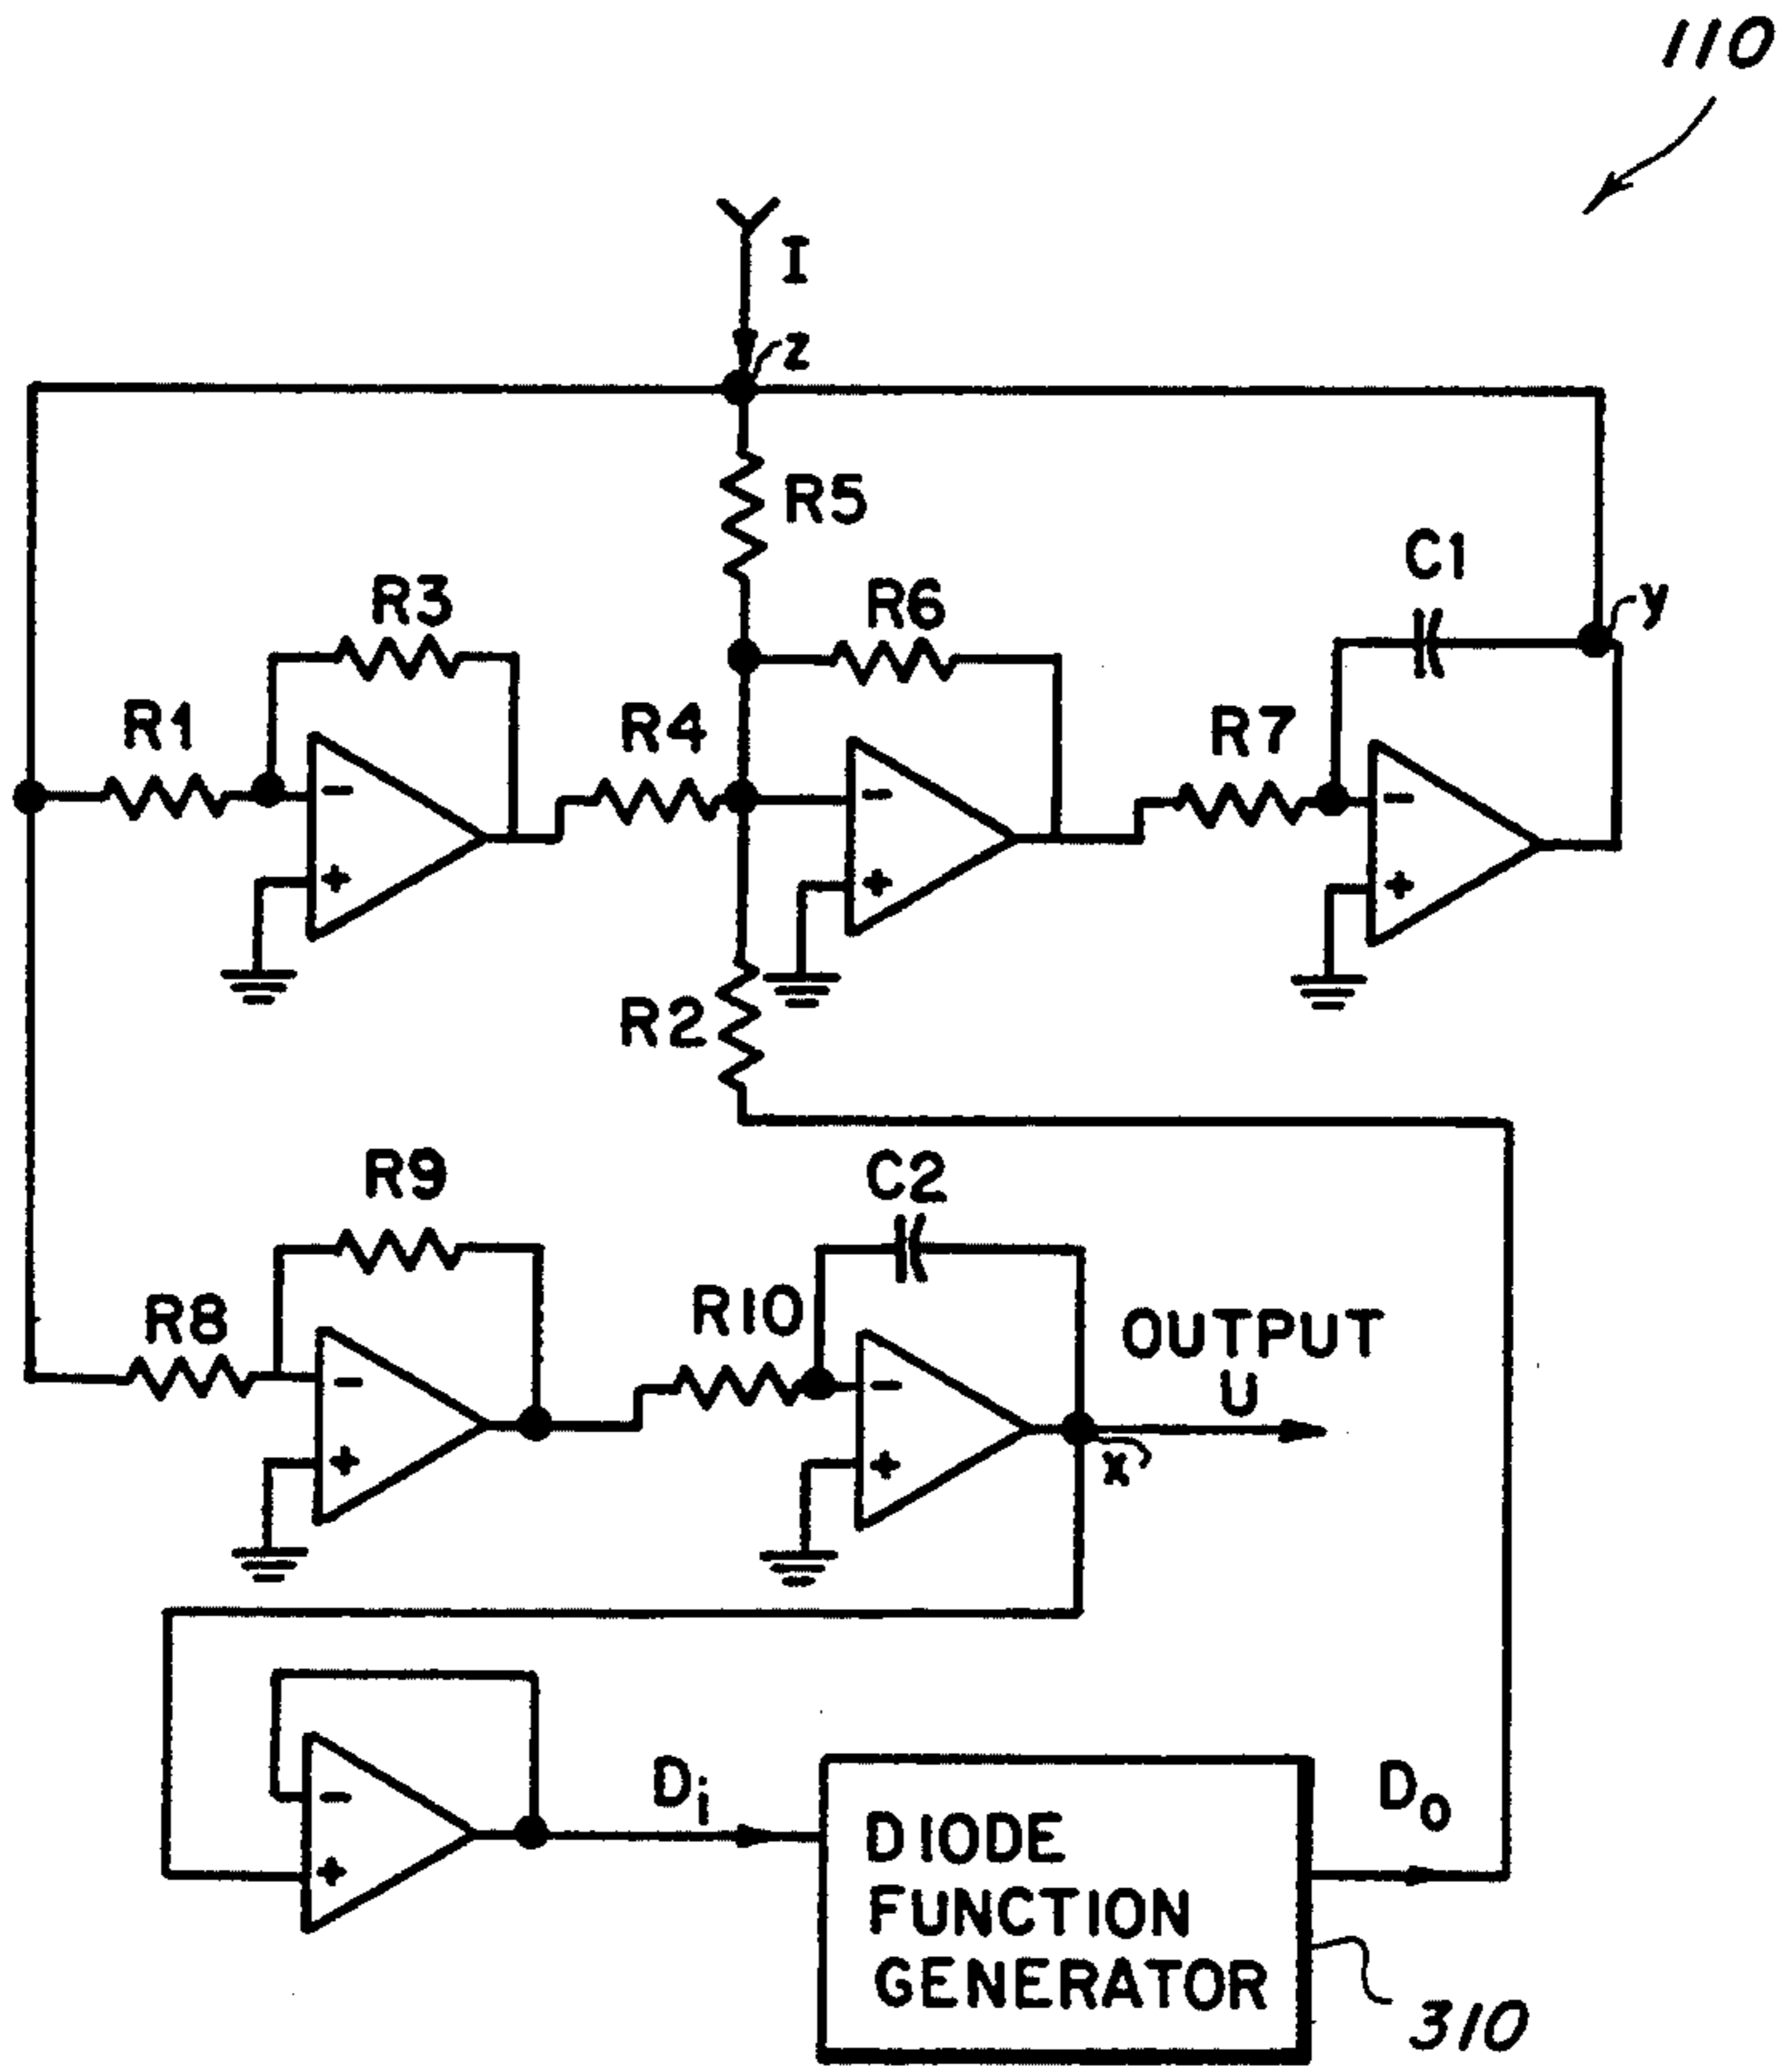 110
I
z
R5
C1
R3
R6
y
R1
R4
R7
-
-
-
+
+
+
R2
R9
C2
R8
R10
OUTPUT
U
-
-
+
+
x
Di
Do
-
+
DIODE
FUNCTION
GENERATOR
310